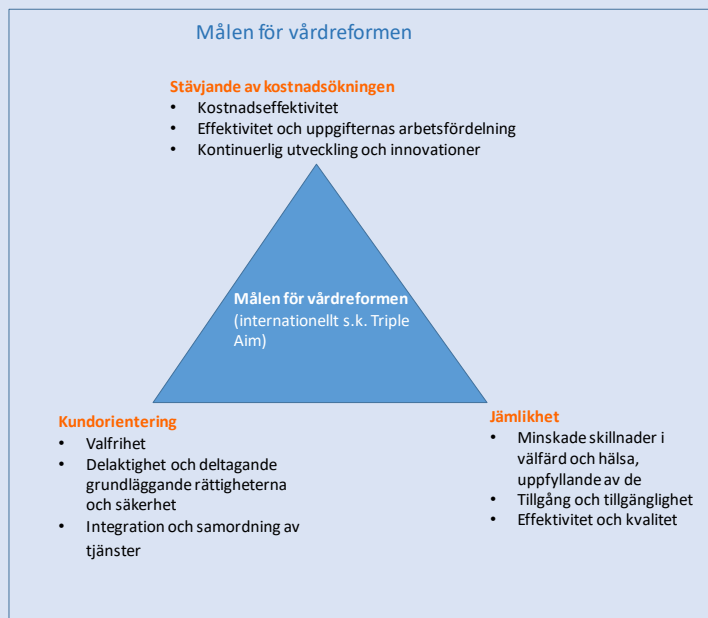 Målen för vårdreformen
Stävjande av kostnadsökningen
• Kostnadseffektivitet
• Effektivitet och uppgifternas arbetsfördelning
• Kontinuerlig utveckling och innovationer
Målen för vårdreformen
(internationellt s.k. Triple
Aim)
Kundorientering
• Valfrihet
• Delaktighet och deltagande
grundläggande rättigheterna
och säkerhet
• Integration och samordning av
tjänster
Jämlikhet
• Minskade skillnader i
välfärd och hälsa,
uppfyllande av de
• Tillgång och tillgänglighet
• Effektivitet och kvalitet